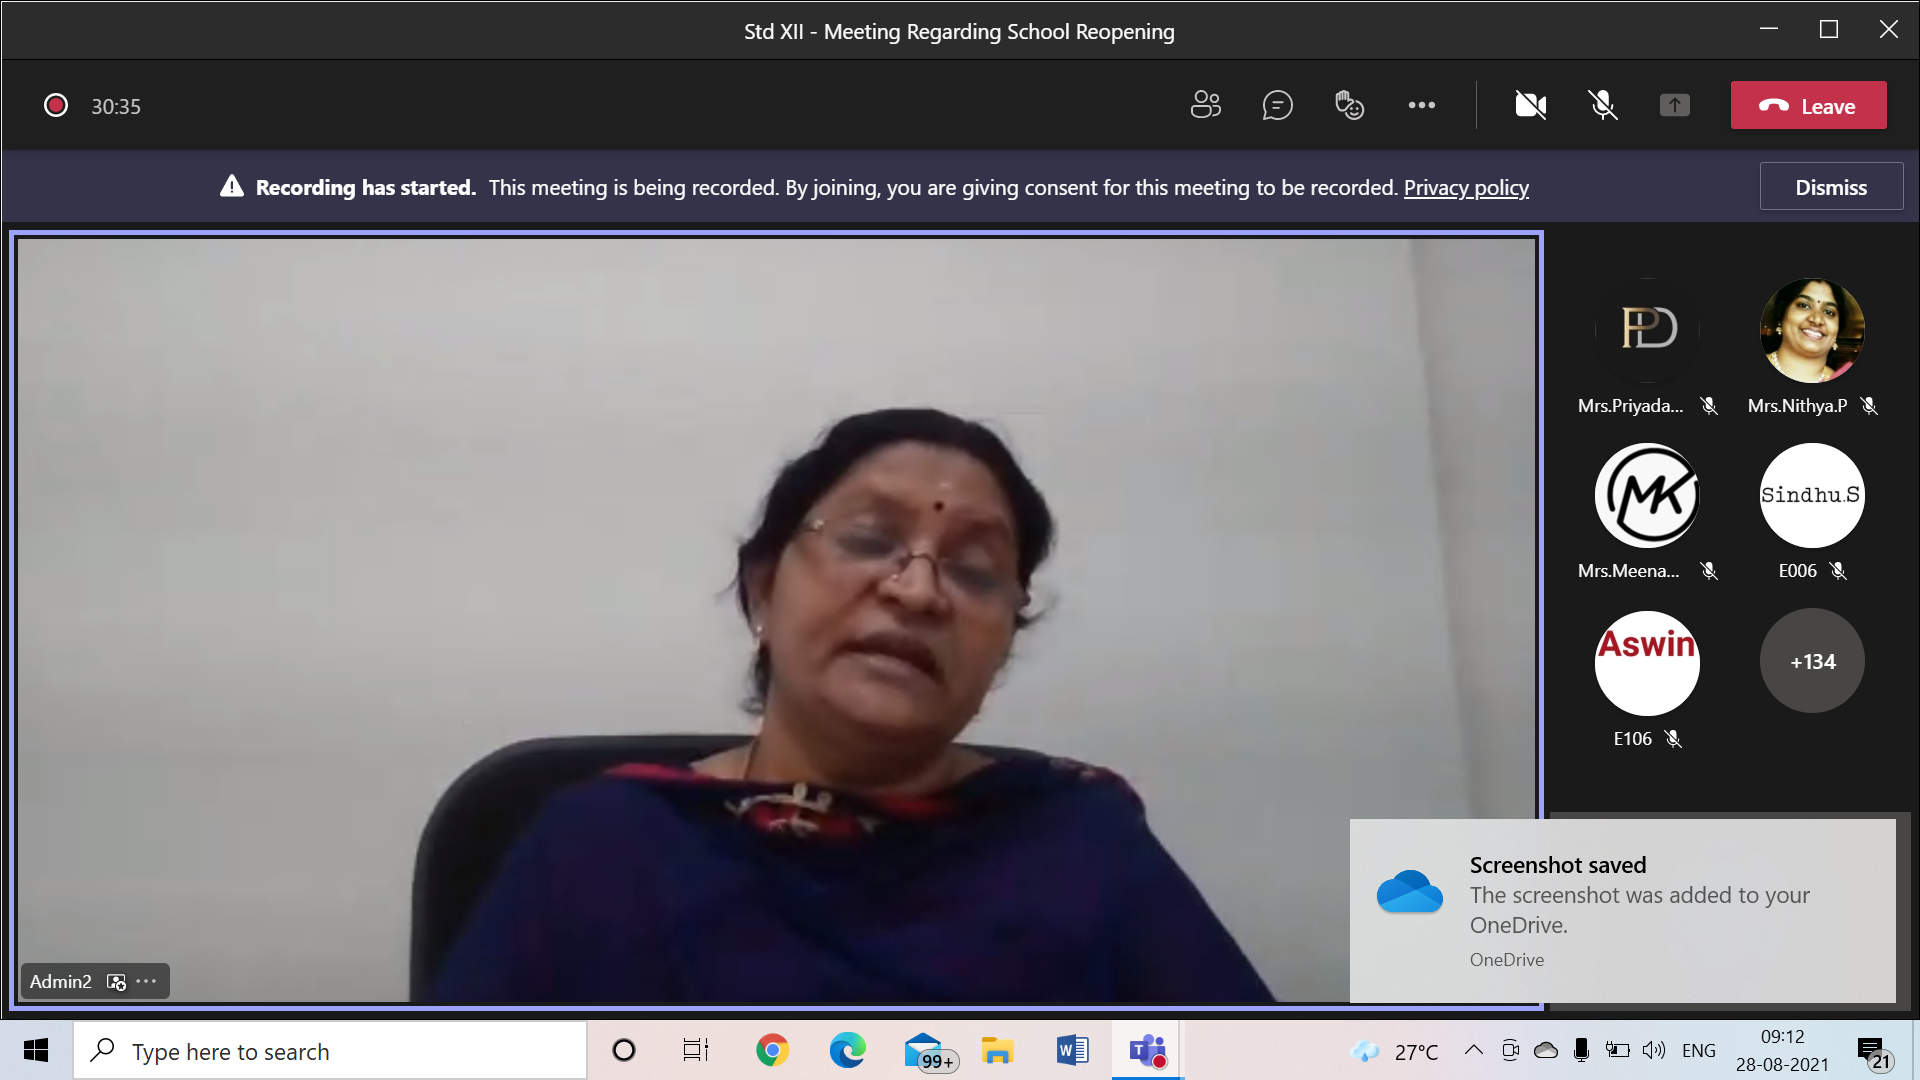 Std XII - Meeting Regarding School Reopening
30:35
Leave
Recording has started. This meeting is being recorded. By joining, you are giving consent for this meeting to be recorded. Privacy policy
Dismiss
PD
Mrs.Priyada...
Mrs.Nithya.P
MK
Sindhu.S
Mrs.Meena...
E006
Aswin
+134
E106
Screenshot saved
The screenshot was added to your
OneDrive.
OneDrive
Admin2
Type here to search
99+
W
T
27°C
ENG
09:12
28-08-2021
21